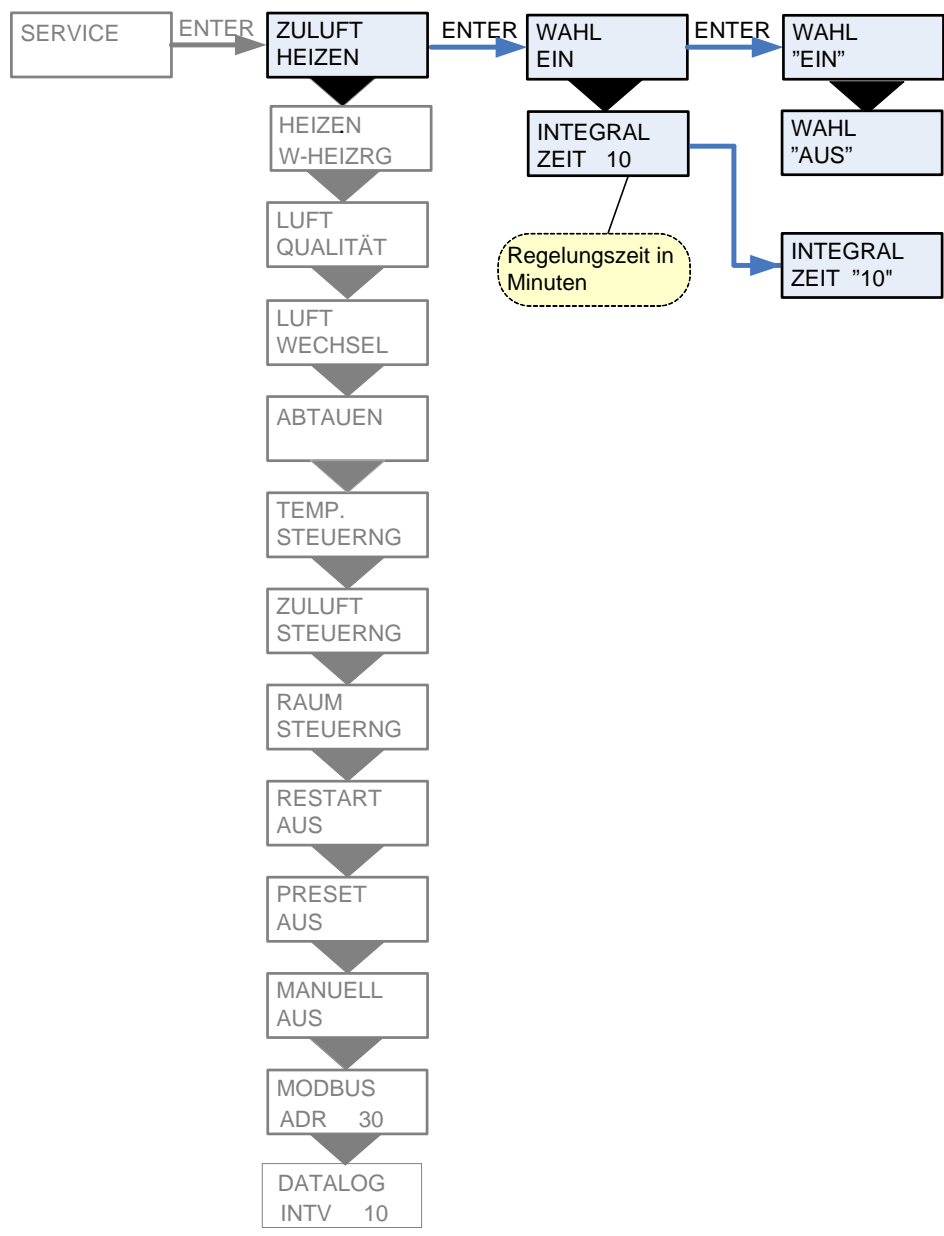 SERVICE
ENTER
ZULUFT
HEIZEN
ENTER
WAHL
EIN
ENTER
WAHL
"EIN"
INTEGRAL
ZEIT 10
WAHL
"AUS"
Regelungszeit in
Minuten
INTEGRAL
ZEIT "10"
HEIZEN
W-HEIZRG
LUFT
QUALITÄT
LUFT
WECHSEL
ABTAUEN
TEMP.
STEUERNG
ZULUFT
STEUERNG
RAUM
STEUERNG
RESTART
AUS
PRESET
AUS
MANUELL
AUS
MODBUS
ADR 30
DATALOG
INTV 10